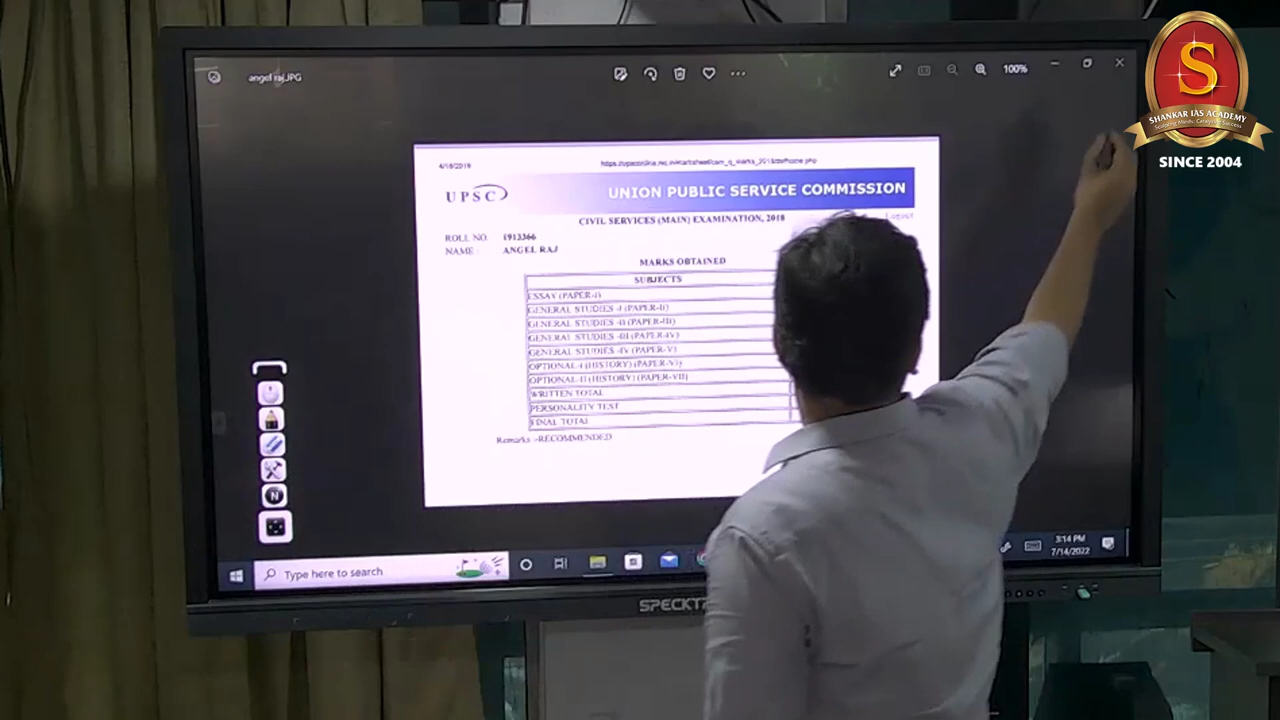 angel raj.JPG
100%
4/18/2019
UPSC
UNION PUBLIC SERVICE COMMISSION
CIVIL SERVICES (MAIN) EXAMINATION, 2018
Logout
ROLL NO. 1913366
NAME : ANGEL RAJ
MARKS OBTAINED
SUBJECTS
ESSAY (PAPER-I)
GENERAL STUDIES -I (PAPER-II)
GENERAL STUDIES -II (PAPER-III)
GENERAL STUDIES -III (PAPER-IV)
GENERAL STUDIES -IV (PAPER-V)
OPTIONAL-I (HISTORY) (PAPER-VI)
OPTIONAL-II (HISTORY) (PAPER-VII)
WRITTEN TOTAL
PERSONALITY TEST
FINAL TOTAL
Remarks :-RECOMMENDED
N
Type here to search
3:14 PM
7/14/2022
SPECKT
S
SHANKAR IAS ACADEMY
SINCE 2004